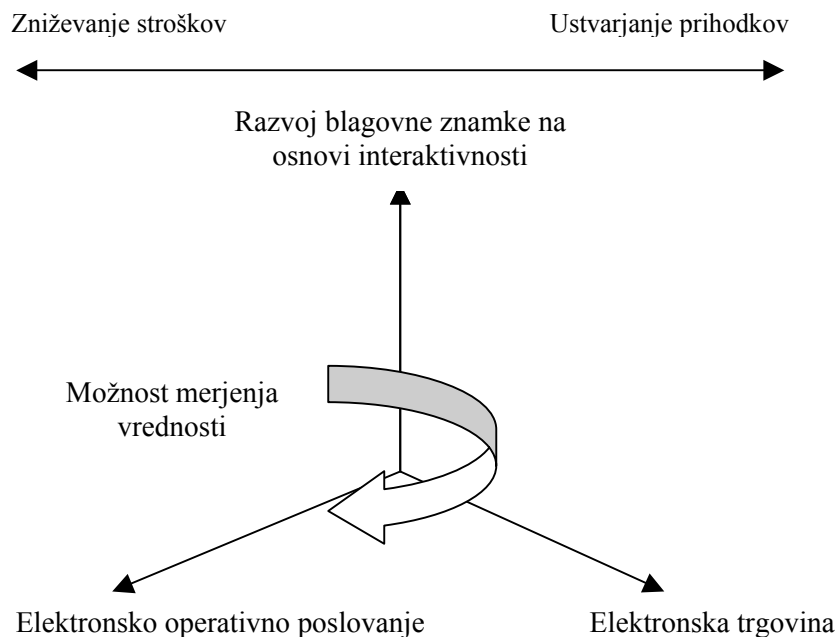 Zniževanje stroškov
Ustvarjanje prihodkov
Razvoj blagovne znamke na
osnovi interaktivnosti
Možnost merjenja
vrednosti
Elektronsko operativno poslovanje
Elektronska trgovina